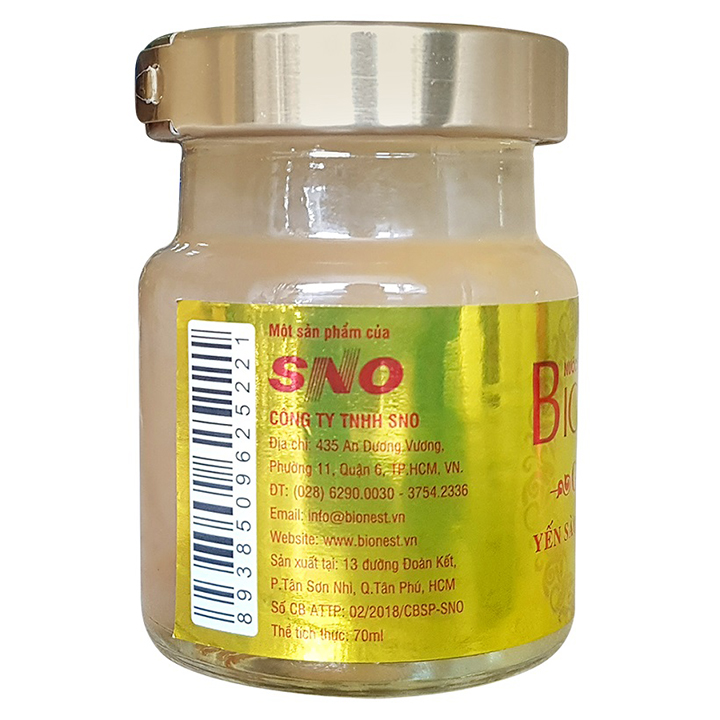 8938509625221
Một sản phẩm của
SNO
CÔNG TY TNHH SNO
Địa chỉ: 435 An Dương Vương,
Phường 11, Quận 6, TP.HCM, VN.
ĐT: (028) 6290.0030 - 3754.2336
Email: info@bionest.vn
Website: www.bionest.vn
Sản xuất tại: 13 đường Đoàn Kết,
P.Tân Sơn Nhì, Q.Tân Phú, HCM
Số CB ATTP: 02/2018/CBSP-SNO
Thể tích thực: 70ml
YẾN